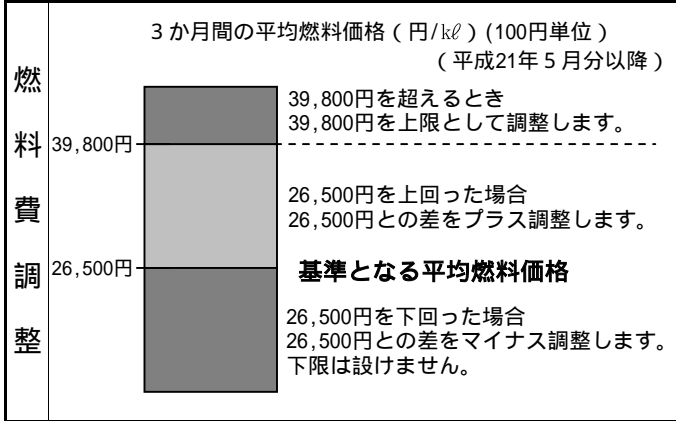 燃料費調整
３か月間の平均燃料価格（円/㎘）(100円単位）
（平成21年５月分以降）
39,800円を超えるとき
39,800円を上限として調整します。
39,800円
26,500円を上回った場合
26,500円との差をプラス調整します。
26,500円
基準となる平均燃料価格
26,500円を下回った場合
26,500円との差をマイナス調整します。
下限は設けません。